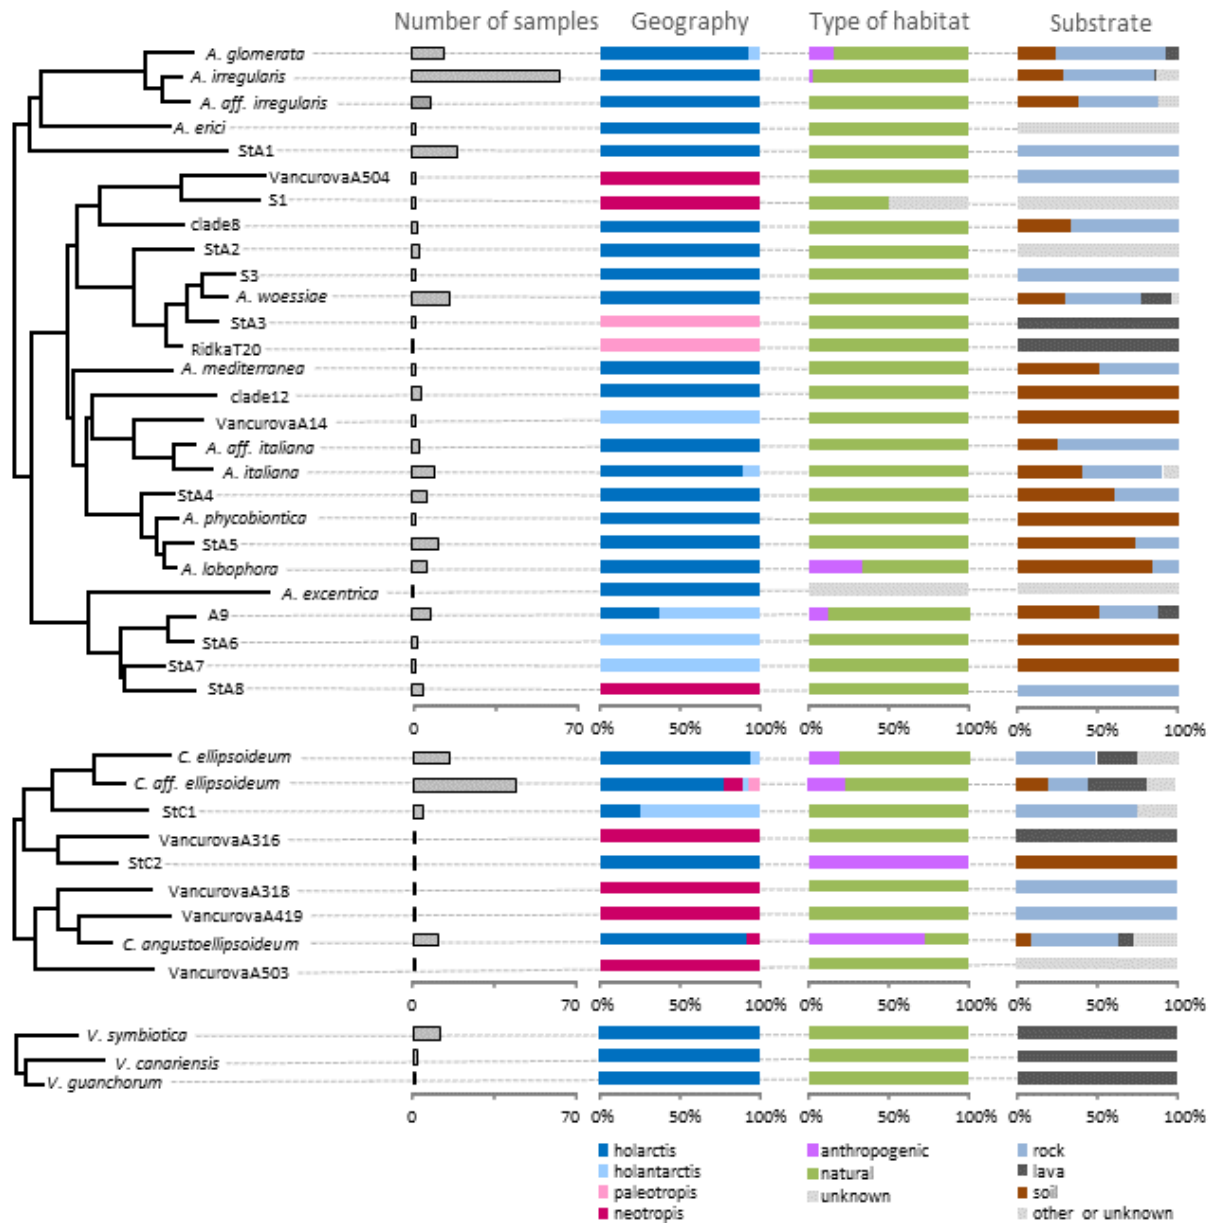 Number of samples Geography Type of habitat Substrate
A. glomerata
A. irregularis
A. aff. irregularis
A. erici
StA1
VancurovaA504
S1
clade8
StA2
S3
A. woessiae
StA3
RidkaT20
A. mediterranea
clade12
VancurovaA14
A. aff. italiana
A. italiana
StA4
A. phycobiontica
StA5
A. lobophora
A. excentrica
A9
StA6
StA7
StA8
0 70 0% 50% 100% 0% 50% 100% 0% 50% 100%
C. ellipsoideum
C. aff. ellipsoideum
StC1
VancurovaA316
StC2
VancurovaA318
VancurovaA419
C. angustoellipsoideum
VancurovaA503
0 70 0% 50% 100% 0% 50% 100% 0% 50% 100%
V. symbiotica
V. canariensis
V. guanchorum
0 70 0% 50% 100% 0% 50% 100% 0% 50% 100%
holarctis anthropogenic rock
holantarctis natural lava
paleotropis unknown soil
neotropis other or unknown